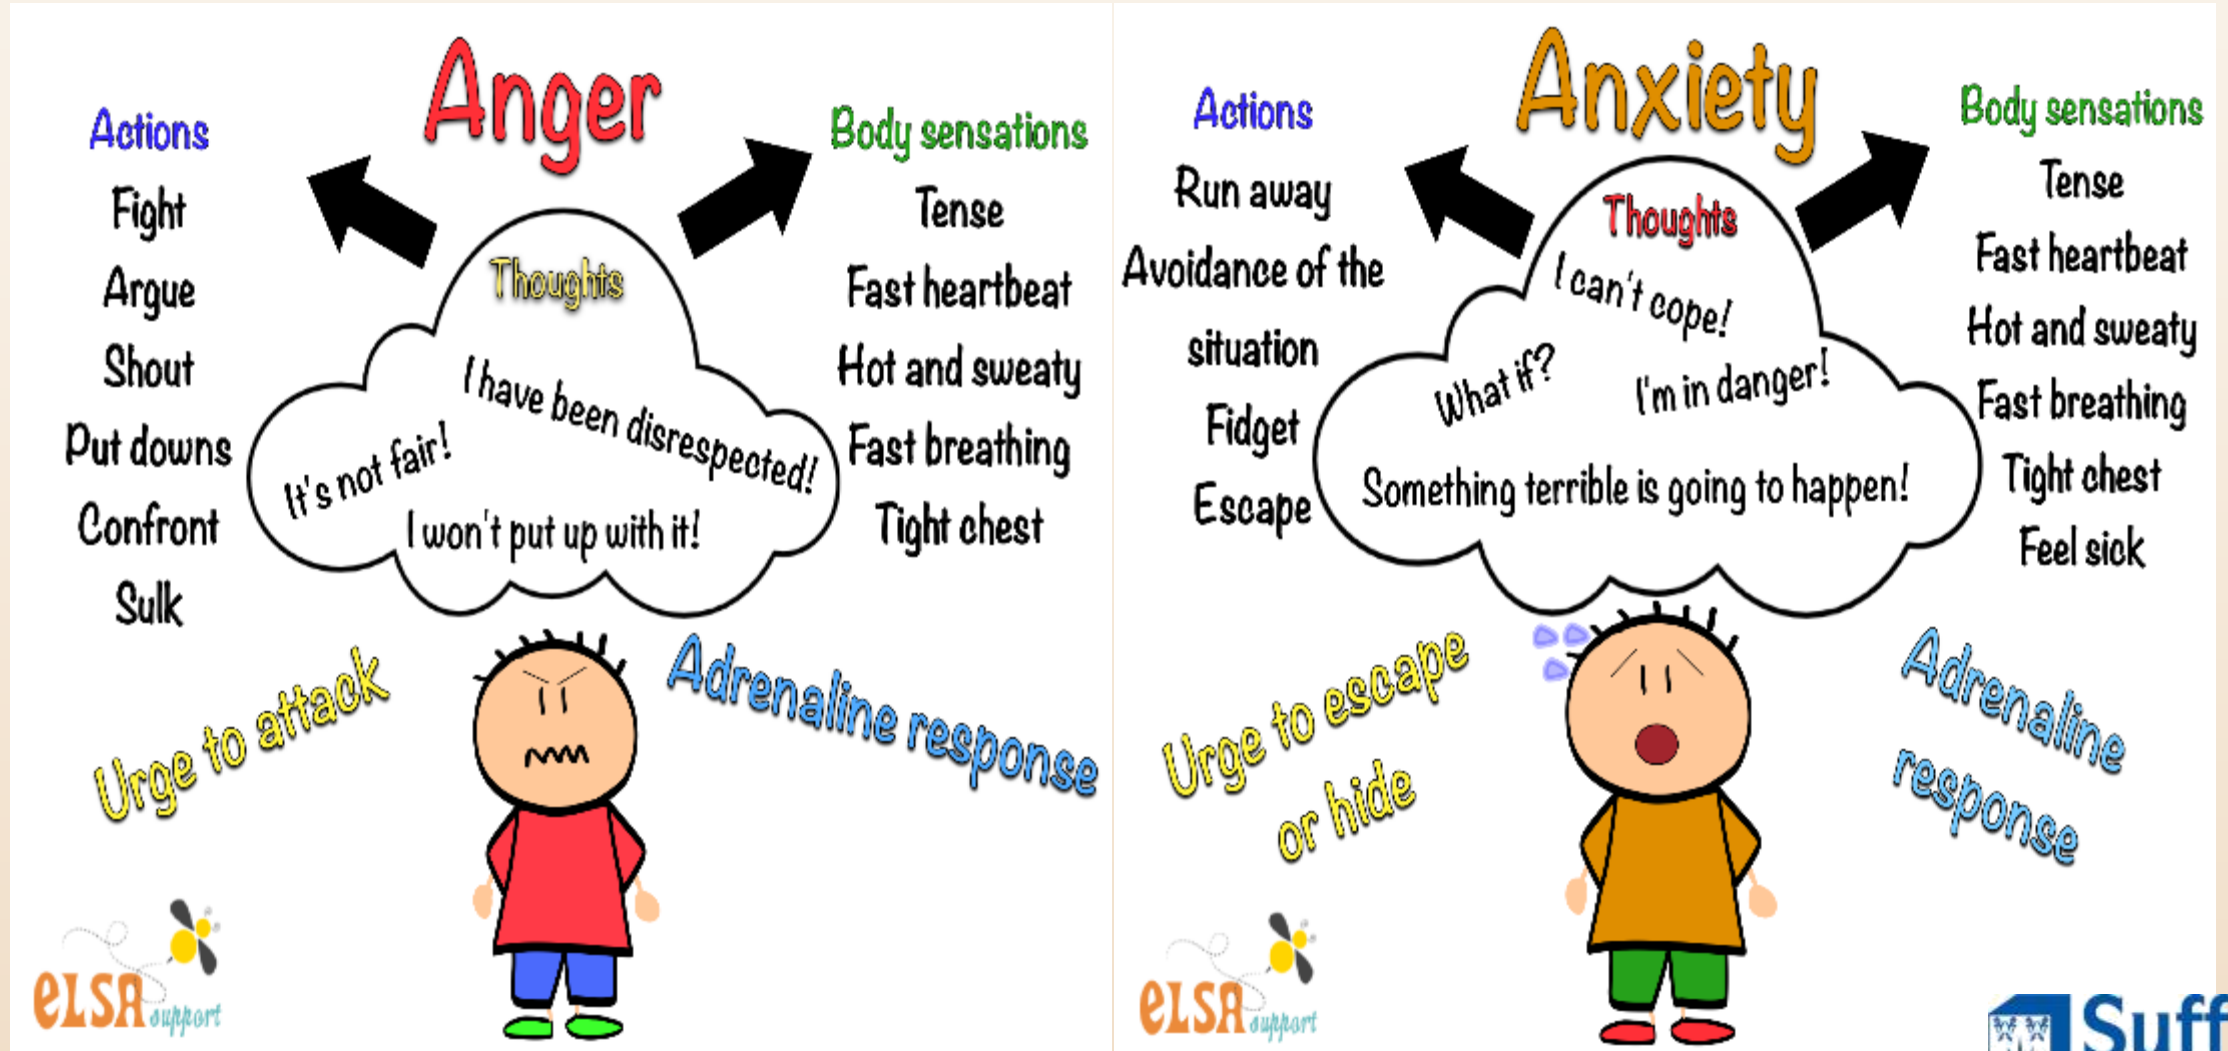 Anger
Actions
Fight
Argue
Shout
Put downs
Confront
Sulk
Thoughts
I have been disrespected!
It's not fair!
I won't put up with it!
Body sensations
Tense
Fast heartbeat
Hot and sweaty
Fast breathing
Tight chest
Urge to attack
Adrenaline response
eLSA support
Anxiety
Actions
Run away
Avoidance of the
situation
Fidget
Escape
Thoughts
I can't cope!
What if?
I'm in danger!
Something terrible is going to happen!
Body sensations
Tense
Fast heartbeat
Hot and sweaty
Fast breathing
Tight chest
Feel sick
Urge to escape
or hide
Adrenaline
response
eLSA support
Suff